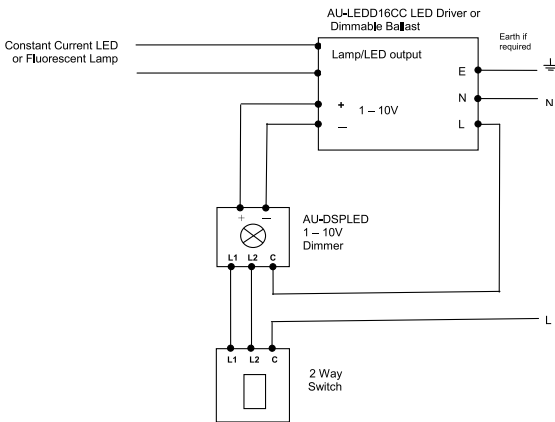 AU-LEDD16CC LED Driver or
Dimmable Ballast
Constant Current LED
or Fluorescent Lamp
Earth if
required
Lamp/LED output
E
N
N
+
1 – 10V
—
L
+ —
AU-DSPLED
1 – 10V
Dimmer
L1 L2 C
L
L1 L2 C
2 Way
Switch